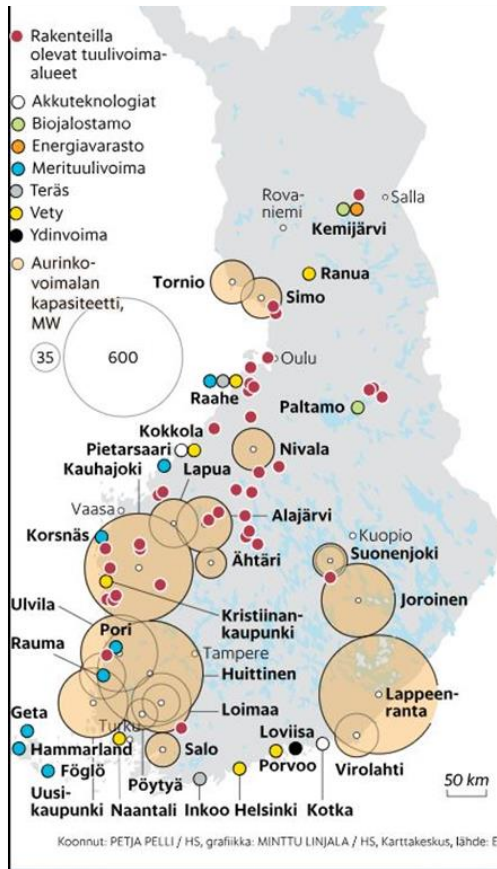 Rakenteilla
olevat tuulivoima-
alueet
Akkuteknologiat
Biojalostamo
Energiavarasto
Merituulivoima
Teräs
Vety
Ydinvoima
Aurinko-
voimalan
kapasiteetti,
MW
35
600
Rova-
niemi
Salla
Kemijärvi
Tornio
Simo
Ranua
Oulu
Raahe
Paltamo
Kokkola
Pietarsaari
Nivala
Kauhajoki
Lapua
Vaasa
Alajärvi
Korsnäs
Kuopio
Suonenjoki
Ähtäri
Joroinen
Kristiinan-
kaupunki
Ulvila
Pori
Tampere
Rauma
Huittinen
Lappeen-
ranta
Geta
Loimaa
Turku
Hammarland
Salo
Loviisa
Porvoo
Virolahti
Föglö
Pöytyä
50 km
Uusi-
kaupunki
Naantali
Inkoo
Helsinki
Kotka
Koonnut: PETJA PELLI / HS, grafiikka: MINTTU LINJALA / HS, Karttakeskus, lähde: E